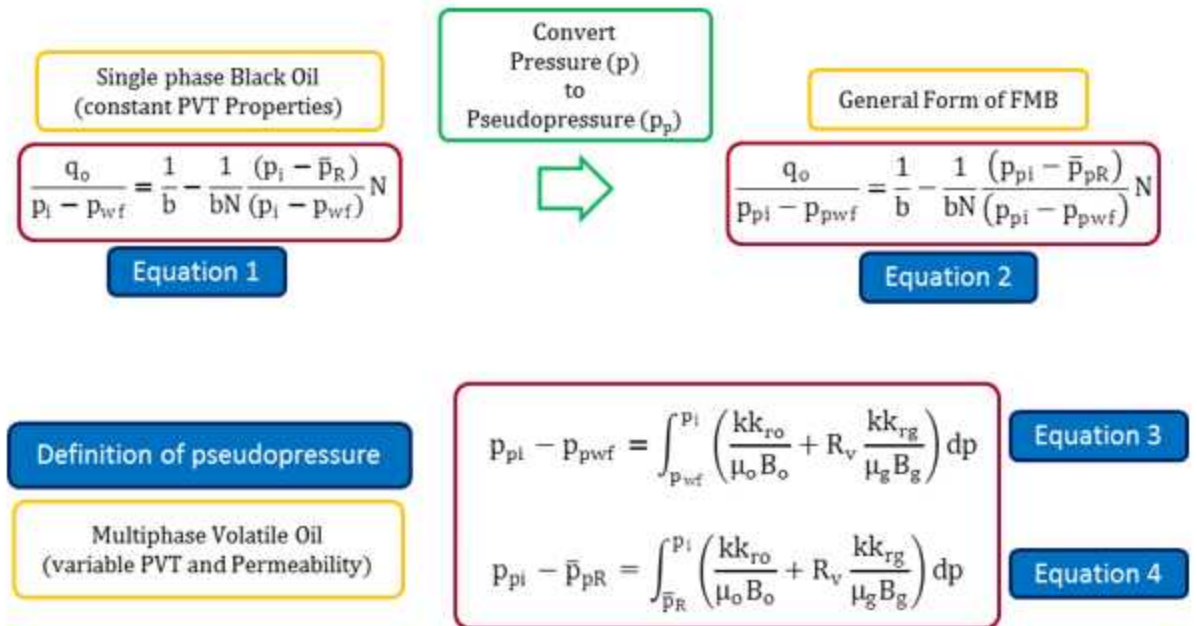 Single phase Black Oil
(constant PVT Properties)
q_o / (p_i − p_wf) = 1/b − 1/(bN) (p_i − p̄_R)/(p_i − p_wf) N
Equation 1
Convert
Pressure (p)
to
Pseudopressure (p_p)
General Form of FMB
q_o / (p_pi − p_pwf) = 1/b − 1/(bN) (p_pi − p̄_pR)/(p_pi − p_pwf) N
Equation 2
Definition of pseudopressure
Multiphase Volatile Oil
(variable PVT and Permeability)
p_pi − p_pwf = ∫_{p_wf}^{p_i} (kk_ro/(μ_o B_o) + R_v kk_rg/(μ_g B_g)) dp
Equation 3
p_pi − p̄_pR = ∫_{p̄_R}^{p_i} (kk_ro/(μ_o B_o) + R_v kk_rg/(μ_g B_g)) dp
Equation 4